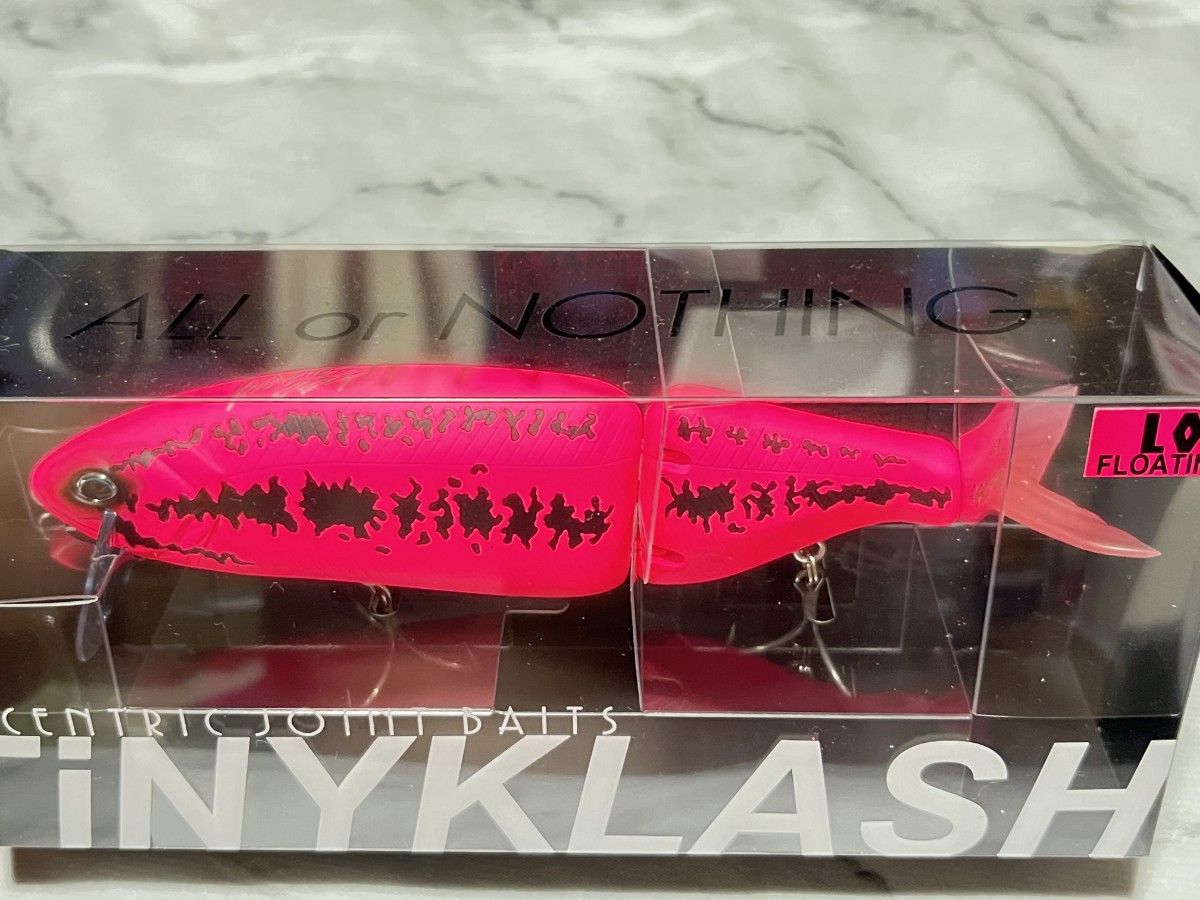 ALL or NOTHING
LO
FLOATIN
CENTRIC JOINT BAITS
TiNYKLASH